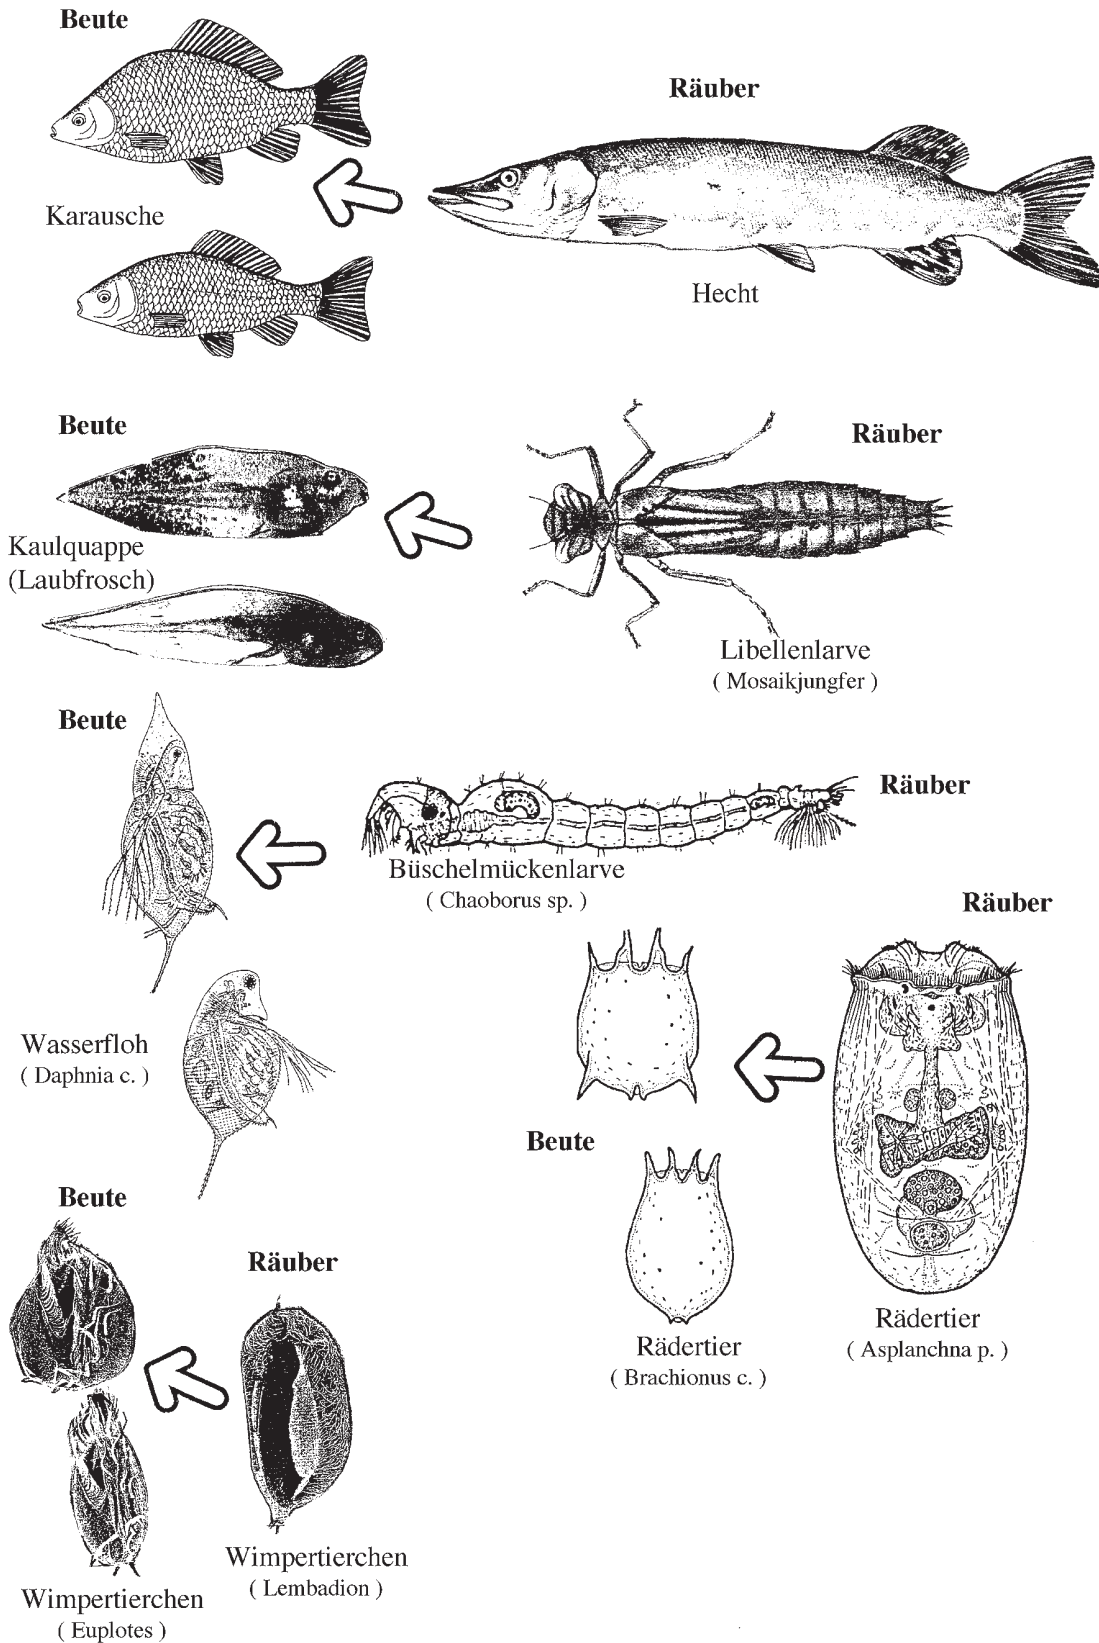 Beute
Räuber
Karausche
Hecht
Beute
Räuber
Kaulquappe
(Laubfrosch)
Libellenlarve
( Mosaikjungfer )
Beute
Räuber
Büschelmückenlarve
( Chaoborus sp. )
Räuber
Wasserfloh
( Daphnia c. )
Beute
Rädertier
( Asplanchna p. )
Rädertier
( Brachionus c. )
Beute
Räuber
Wimpertierchen
( Lembadion )
Wimpertierchen
( Euplotes )